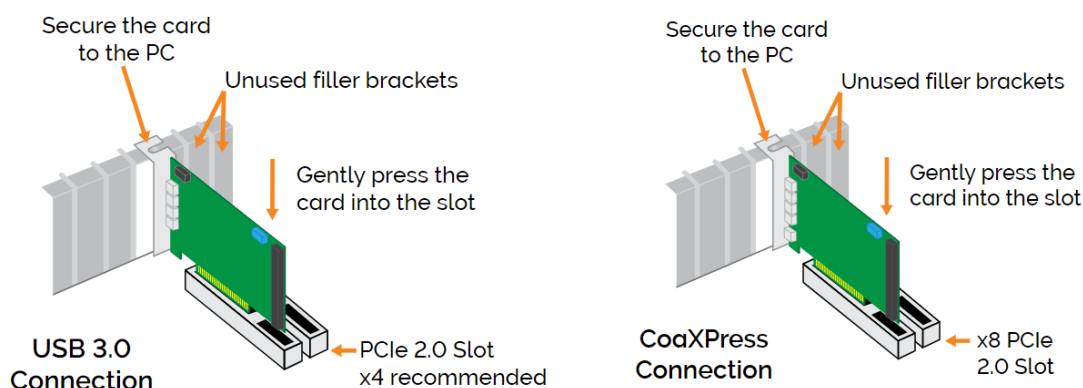 Secure the card
to the PC
Unused filler brackets
Gently press the
card into the slot
PCIe 2.0 Slot
x4 recommended
USB 3.0
Connection
Secure the card
to the PC
Unused filler brackets
Gently press the
card into the slot
x8 PCIe
2.0 Slot
CoaXPress
Connection